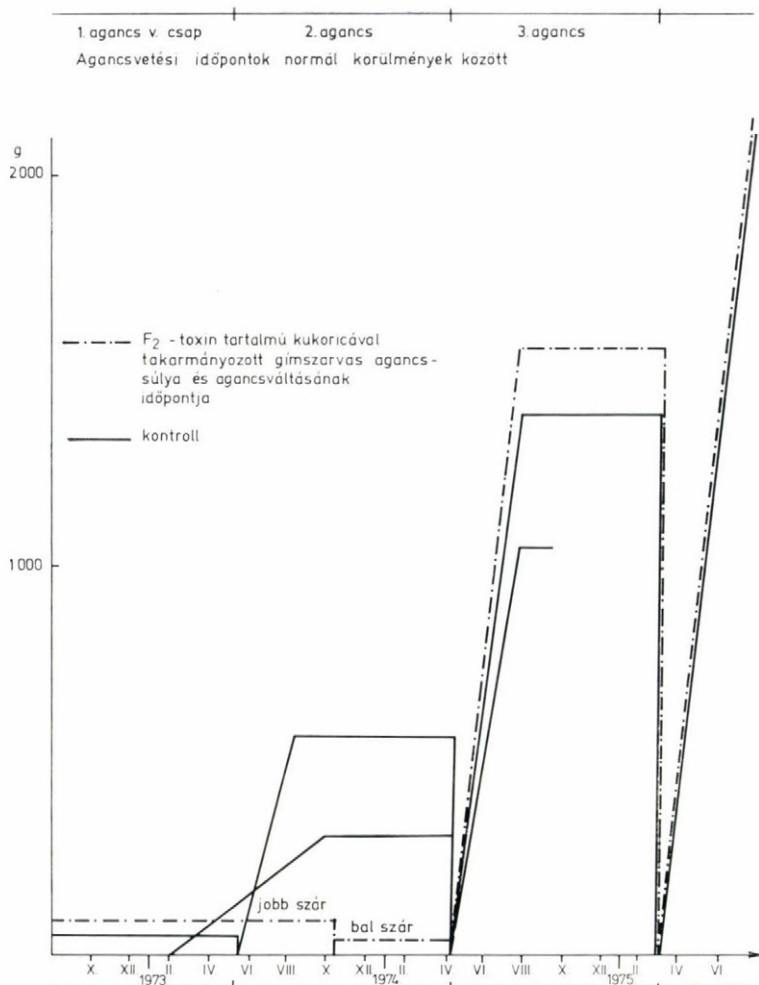 1. agancs v. csap 2. agancs 3. agancs
Agancsvetési időpontok normál körülmények között
g
2000
F2 - toxin tartalmú kukoricával
takarmányozott gímszarvas agancs-
súlya és agancsváltásának
időpontja
kontroll
1000
jobb szár
bal szár
X XII II IV VI VIII X XII II IV VI VIII X XII II IV VI
1973 1974 1975